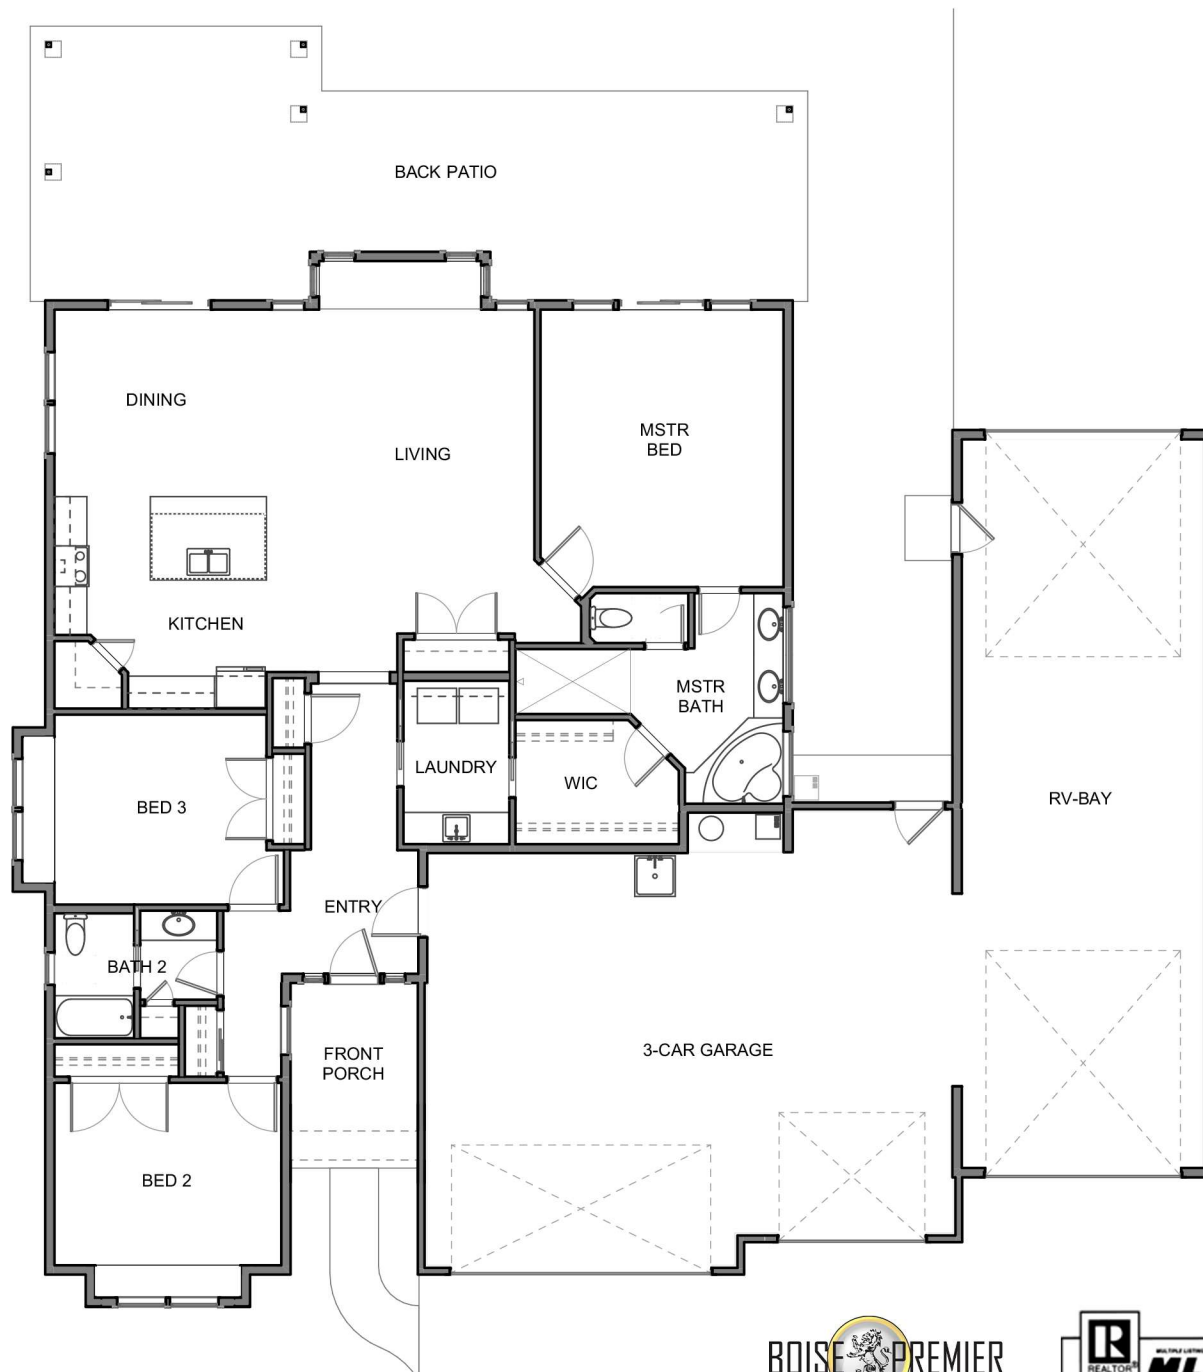 BACK PATIO
DINING
LIVING
MSTR
BED
KITCHEN
MSTR
BATH
LAUNDRY
WIC
BED 3
RV-BAY
ENTRY
BATH 2
FRONT
PORCH
3-CAR GARAGE
BED 2
BOISE PREMIER
R
REALTOR®